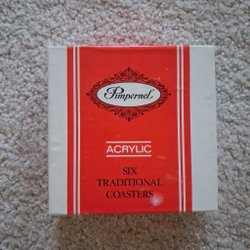 Pimpernel
ACRYLIC
SIX
TRADITIONAL
COASTERS